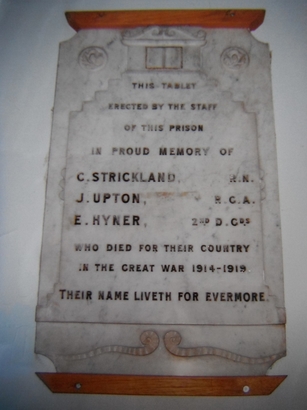 THIS TABLET
ERECTED BY THE STAFF
OF THIS PRISON
IN PROUD MEMORY OF
C. STRICKLAND, R.N.
J. UPTON, R.G.A.
E. HYNER, 2ND D. GDS
WHO DIED FOR THEIR COUNTRY
IN THE GREAT WAR 1914-1919.
THEIR NAME LIVETH FOR EVERMORE.